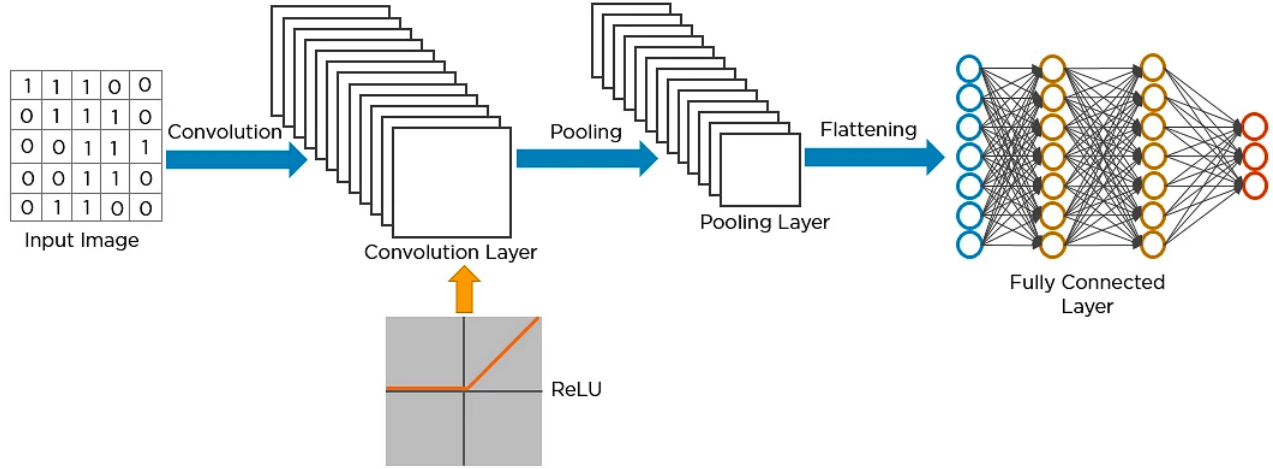 1 1 1 0 0
0 1 1 1 0
0 0 1 1 1
0 0 1 1 0
0 1 1 0 0
Input Image
Convolution
Convolution Layer
ReLU
Pooling
Pooling Layer
Flattening
Fully Connected
Layer